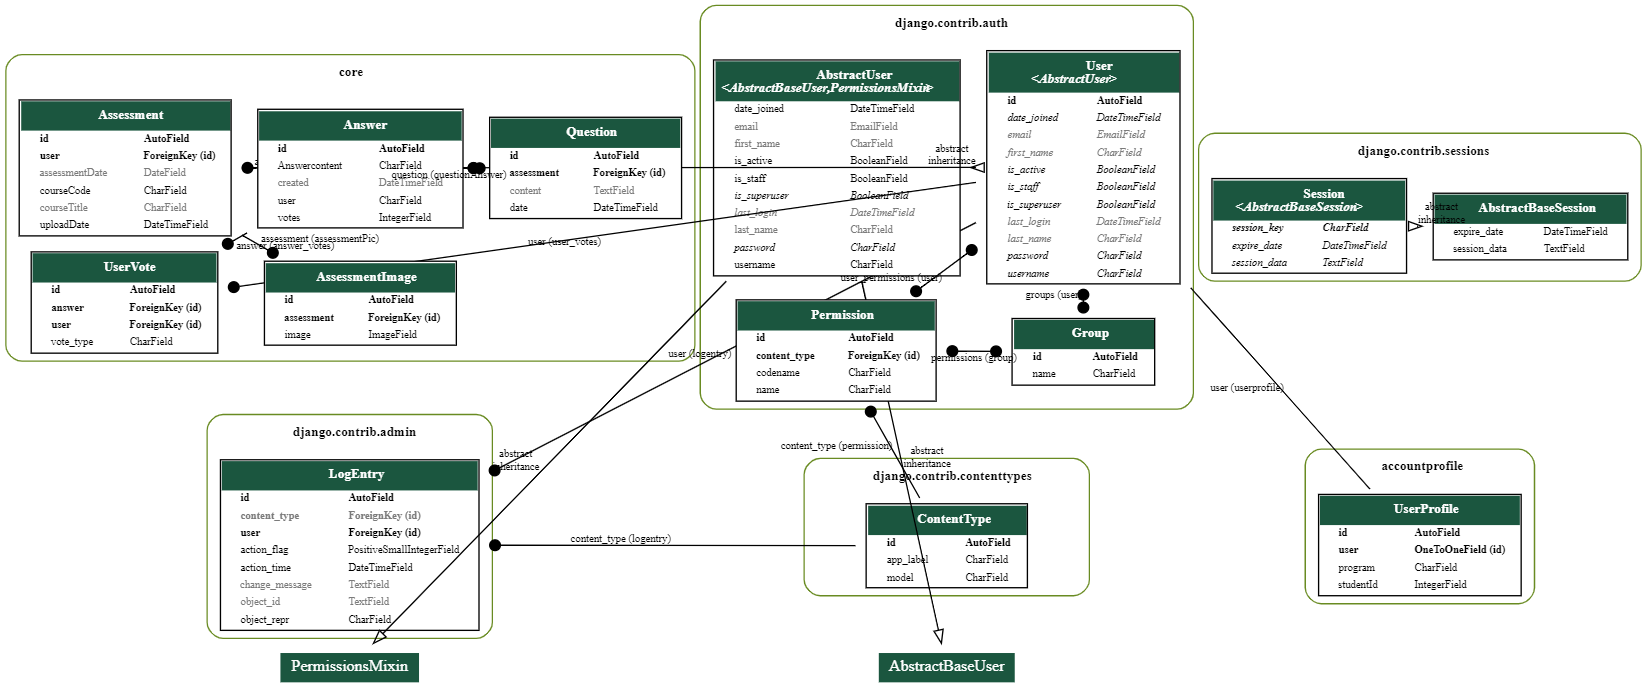 core
Assessment
id AutoField
user ForeignKey (id)
assessmentDate DateField
courseCode CharField
courseTitle CharField
uploadDate DateTimeField
Answer
id AutoField
Answercontent CharField
created DateTimeField
user CharField
votes IntegerField
Question
id AutoField
assessment ForeignKey (id)
content TextField
date DateTimeField
question (questionAnswer)
assessment (assessmentPic)
answer (answer_votes)
user (user_votes)
UserVote
id AutoField
answer ForeignKey (id)
user ForeignKey (id)
vote_type CharField
AssessmentImage
id AutoField
assessment ForeignKey (id)
image ImageField
django.contrib.auth
AbstractUser
<AbstractBaseUser,PermissionsMixin>
date_joined DateTimeField
email EmailField
first_name CharField
is_active BooleanField
is_staff BooleanField
is_superuser BooleanField
last_login DateTimeField
last_name CharField
password CharField
username CharField
abstract
inheritance
User
<AbstractUser>
id AutoField
date_joined DateTimeField
email EmailField
first_name CharField
is_active BooleanField
is_staff BooleanField
is_superuser BooleanField
last_login DateTimeField
last_name CharField
password CharField
username CharField
user_permissions (user)
groups (user
Permission
id AutoField
content_type ForeignKey (id)
codename CharField
name CharField
permissions (group)
Group
id AutoField
name CharField
django.contrib.sessions
Session
<AbstractBaseSession>
session_key CharField
expire_date DateTimeField
session_data TextField
abstract
inheritance
AbstractBaseSession
expire_date DateTimeField
session_data TextField
user (logentry)
user (userprofile)
django.contrib.admin
LogEntry
id AutoField
content_type ForeignKey (id)
user ForeignKey (id)
action_flag PositiveSmallIntegerField
action_time DateTimeField
change_message TextField
object_id TextField
object_repr CharField
abstract
inheritance
content_type (logentry)
content_type (permission)
abstract
inheritance
django.contrib.contenttypes
ContentType
id AutoField
app_label CharField
model CharField
accountprofile
UserProfile
id AutoField
user OneToOneField (id)
program CharField
studentId IntegerField
PermissionsMixin
AbstractBaseUser